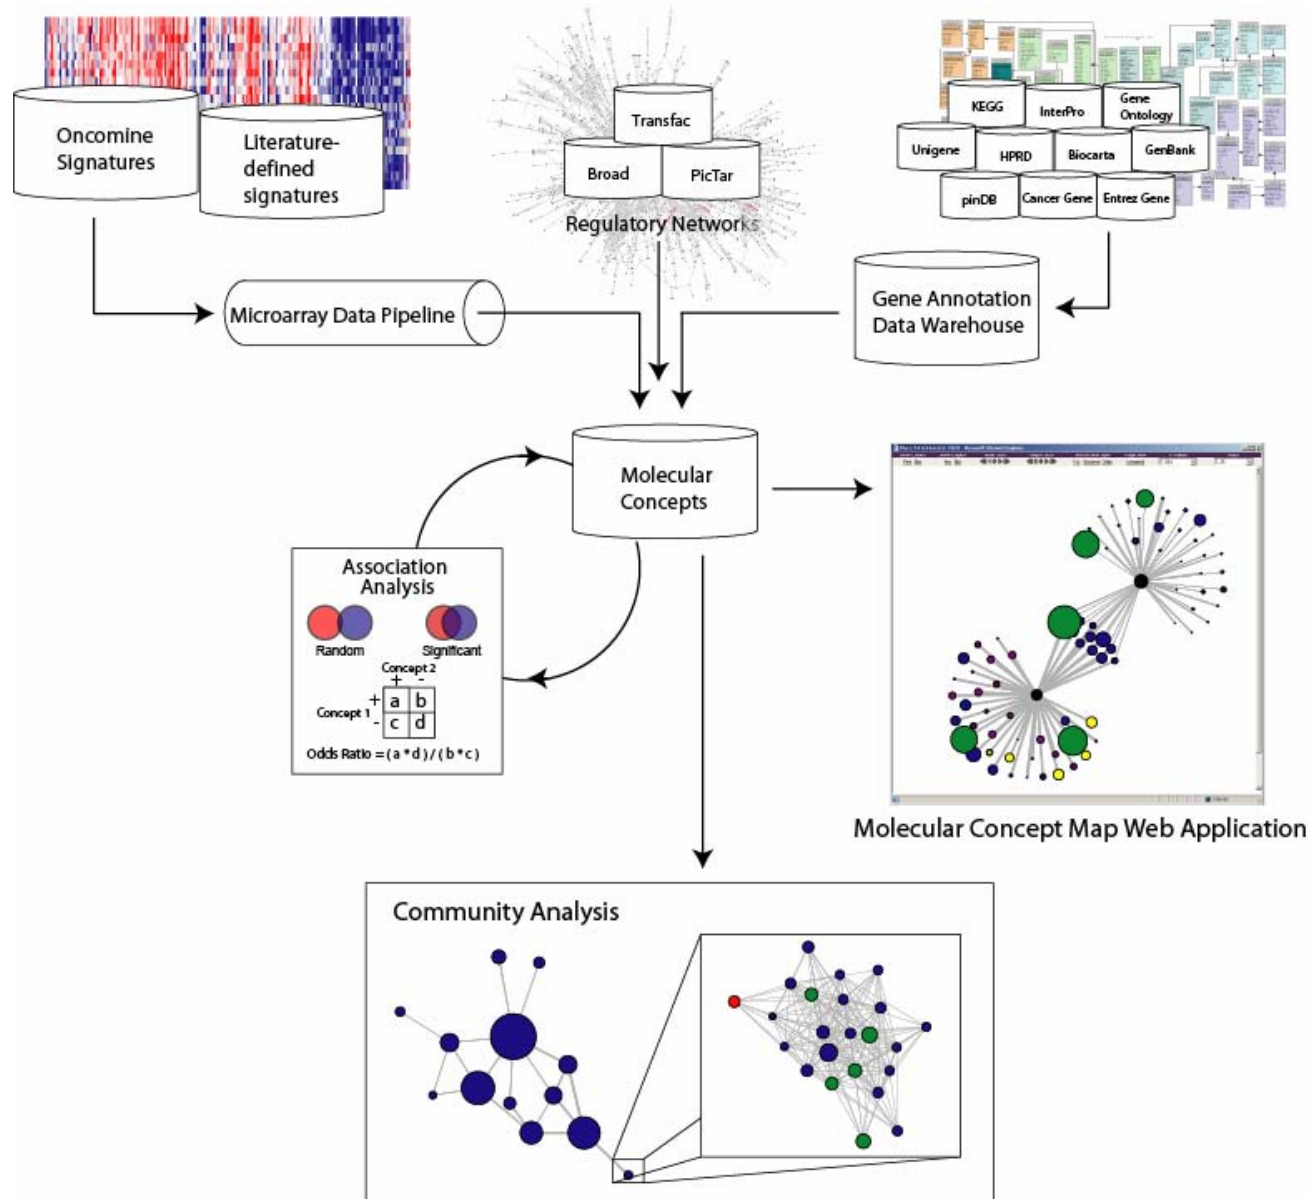 Oncomine
Signatures
Literature-
defined
signatures
Transfac
Broad
PicTar
Regulatory Networks
KEGG
InterPro
Gene
Ontology
Unigene
HPRD
Biocarta
GenBank
pinDB
Cancer Gene
Entrez Gene
Microarray Data Pipeline
Gene Annotation
Data Warehouse
Molecular
Concepts
Association
Analysis
Random
Significant
Concept 2
+ -
Concept 1
+ a b
- c d
Odds Ratio = (a*d)/(b*c)
Molecular Concept Map Web Application
Community Analysis